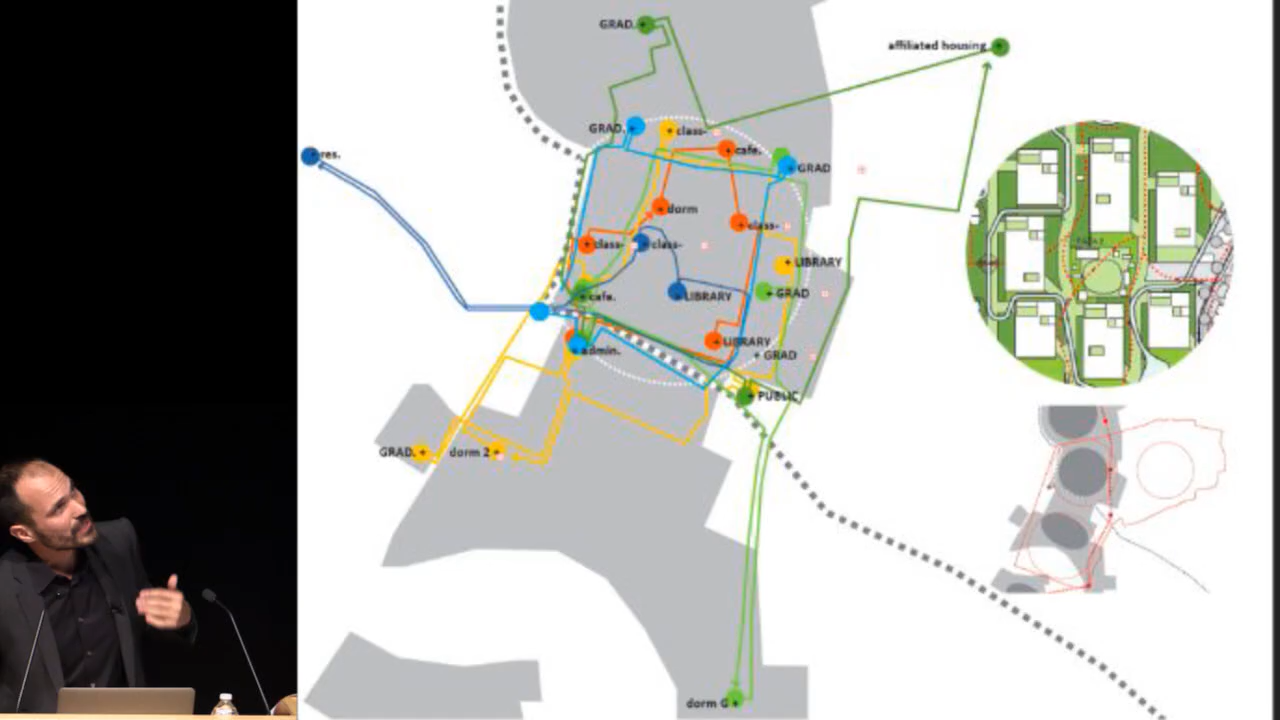 GRAD.
affiliated housing
GRAD.
class-
cafe.
res.
GRAD
dorm
class-
class-
class-
LIBRARY
cafe.
LIBRARY
GRAD
LIBRARY
admin.
GRAD
PUBLIC
GRAD.
dorm 2
dorm G